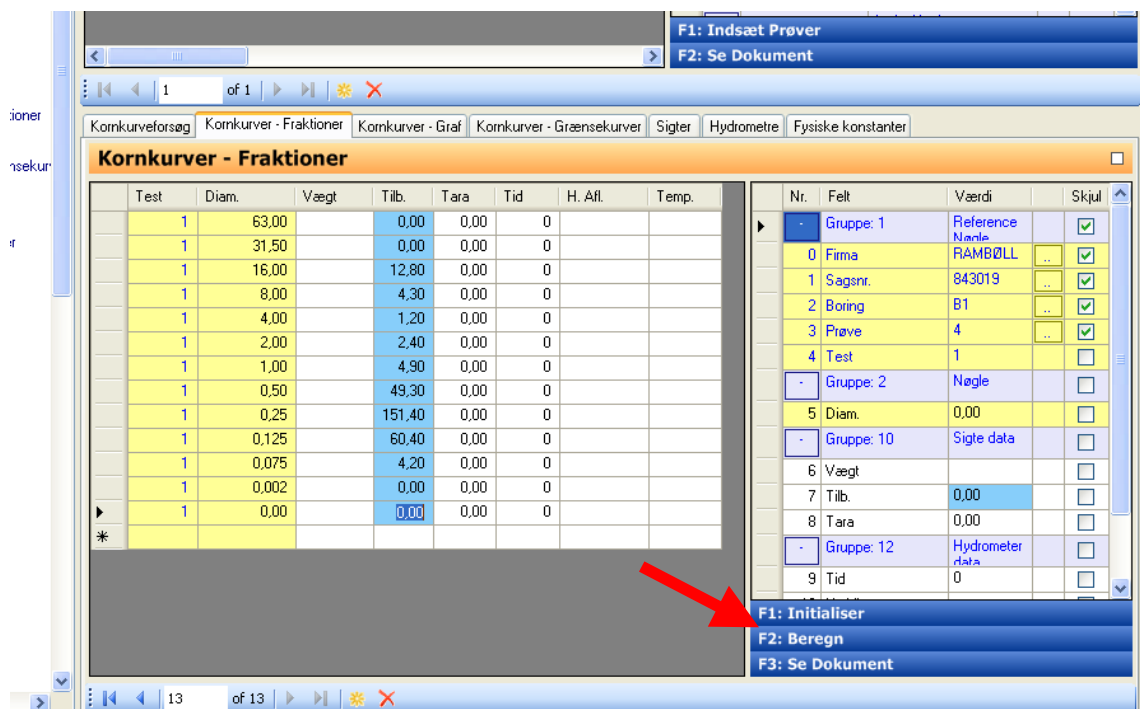 F1: Indsæt Prøver
F2: Se Dokument
1 of 1
tioner
nsekur
er
Kornkurveforsøg Kornkurver - Fraktioner Kornkurver - Graf Kornkurver - Grænsekurver Sigter Hydrometre Fysiske konstanter
Kornkurver - Fraktioner
Test Diam. Vægt Tilb. Tara Tid H. Afl. Temp.
1 63,00 0,00 0,00 0
1 31,50 0,00 0,00 0
1 16,00 12,80 0,00 0
1 8,00 4,30 0,00 0
1 4,00 1,20 0,00 0
1 2,00 2,40 0,00 0
1 1,00 4,90 0,00 0
1 0,50 49,30 0,00 0
1 0,25 151,40 0,00 0
1 0,125 60,40 0,00 0
1 0,075 4,20 0,00 0
1 0,002 0,00 0,00 0
1 0,00 0,00 0,00 0
Nr. Felt Værdi Skjul
- Gruppe: 1 Reference Nøgle
0 Firma RAMBØLL ..
1 Sagsnr. 843019 ..
2 Boring B1 ..
3 Prøve 4 ..
4 Test 1
- Gruppe: 2 Nøgle
5 Diam. 0,00
- Gruppe: 10 Sigte data
6 Vægt
7 Tilb. 0,00
8 Tara 0,00
- Gruppe: 12 Hydrometer data
9 Tid 0
F1: Initialiser
F2: Beregn
F3: Se Dokument
13 of 13